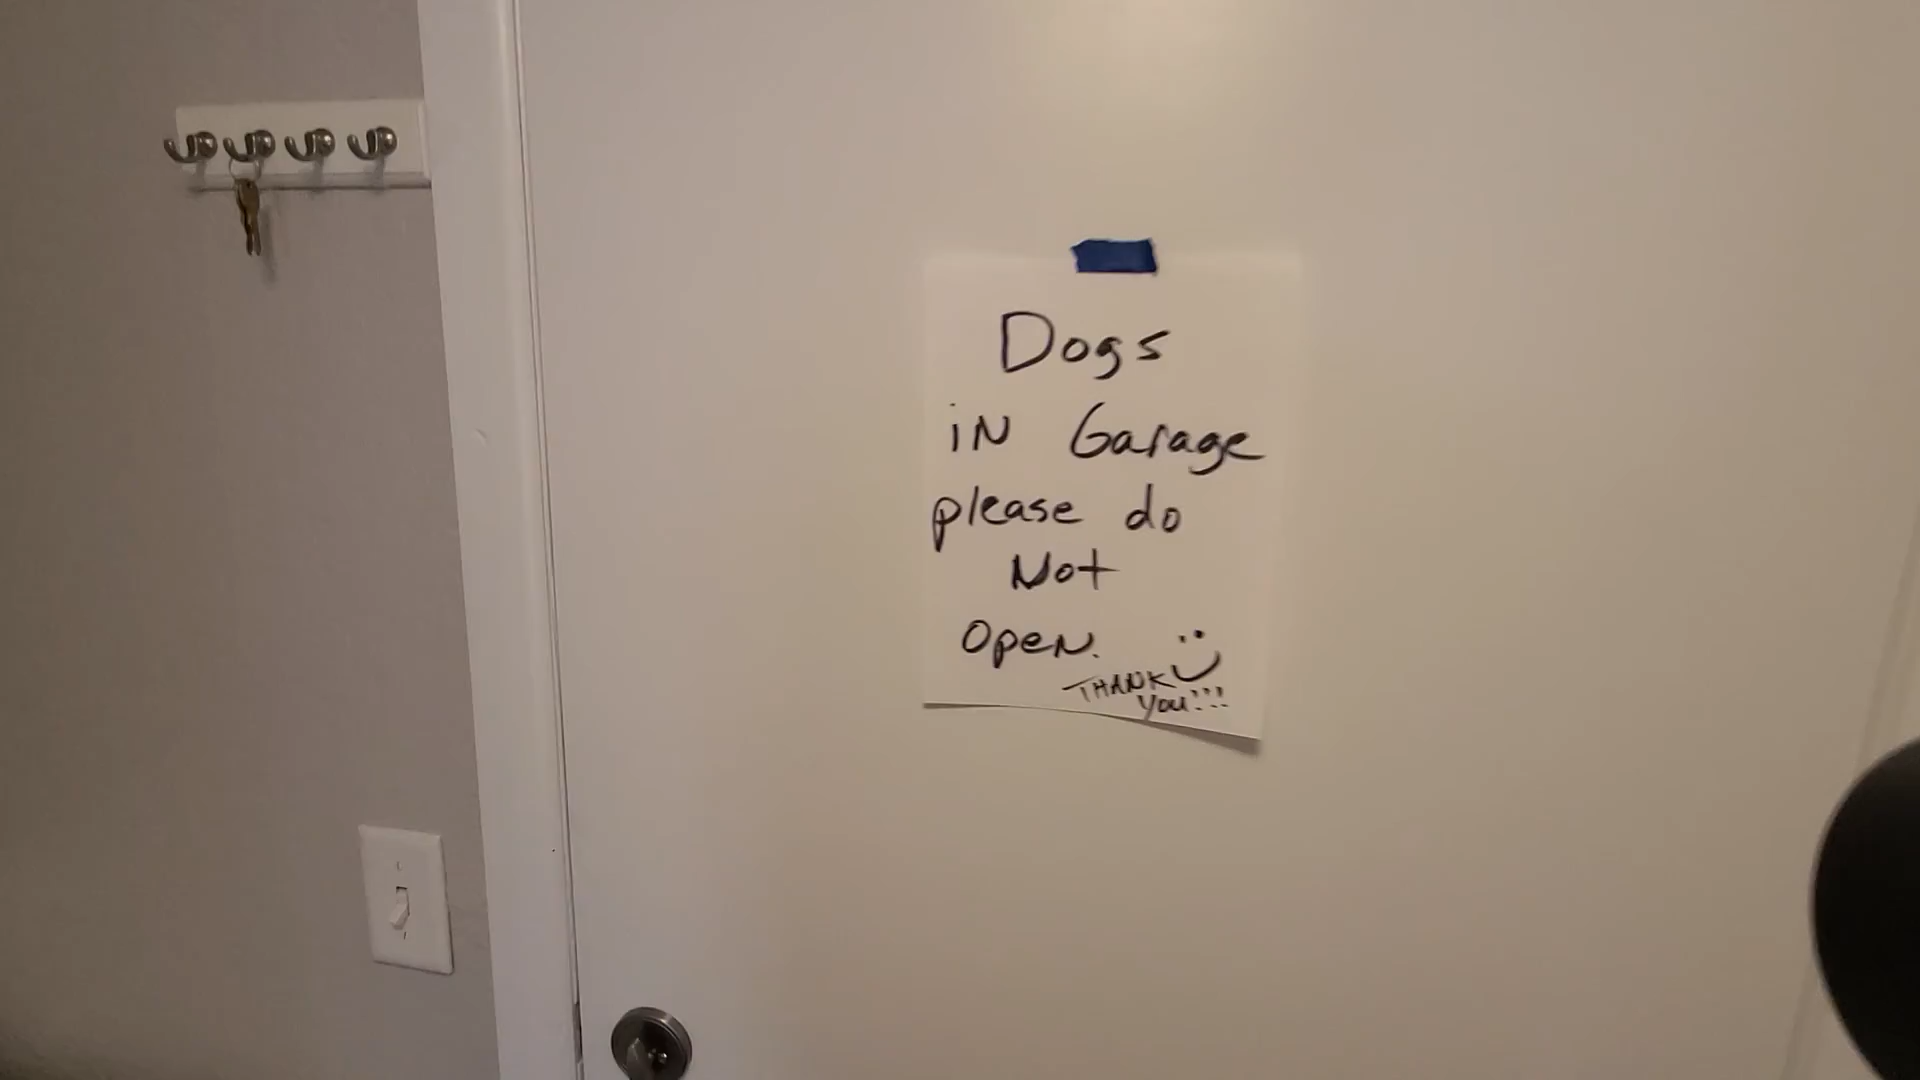 Dogs
iN Garage
please do
Not
OpeN.
THANK
You!!!